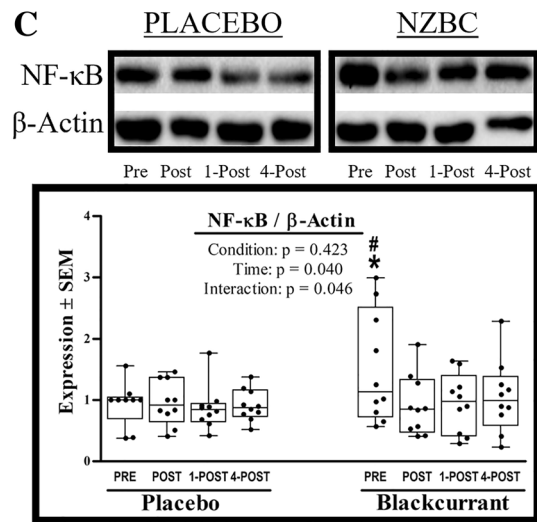 C
PLACEBO NZBC
NF-κB
β-Actin
Pre Post 1-Post 4-Post Pre Post 1-Post 4-Post
NF-κB / β-Actin
Condition: p = 0.423
Time: p = 0.040
Interaction: p = 0.046
#
*
Expression ± SEM
4
3
2
1
0
PRE POST 1-POST 4-POST PRE POST 1-POST 4-POST
Placebo Blackcurrant